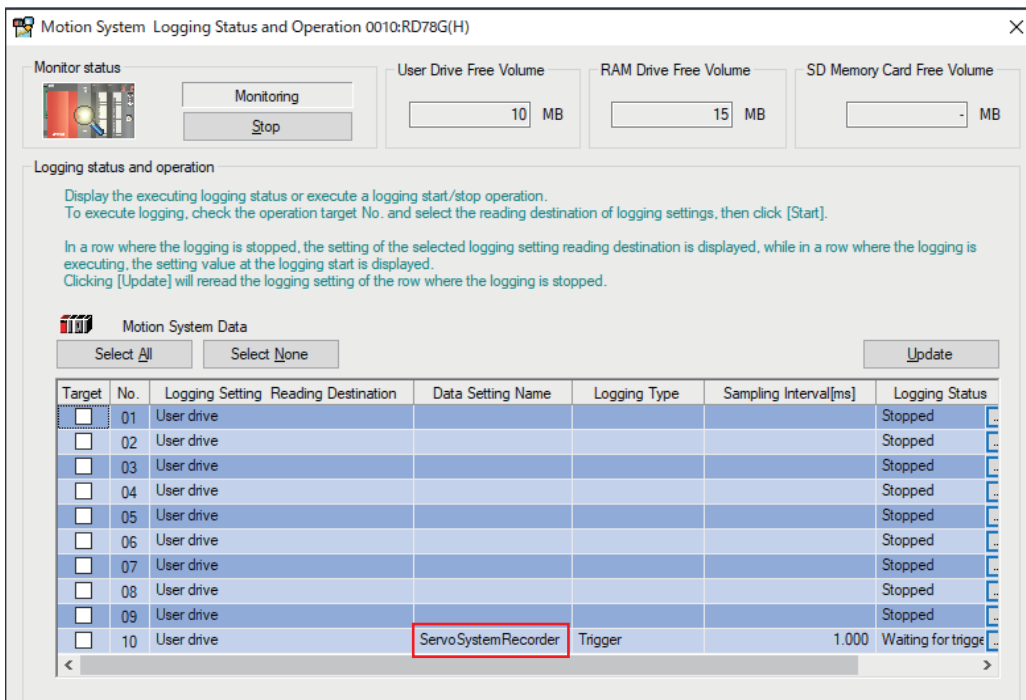 Motion System Logging Status and Operation 0010:RD78G(H)
Monitor status
Monitoring
Stop
User Drive Free Volume
10 MB
RAM Drive Free Volume
15 MB
SD Memory Card Free Volume
- MB
Logging status and operation
Display the executing logging status or execute a logging start/stop operation.
To execute logging, check the operation target No. and select the reading destination of logging settings, then click [Start].
In a row where the logging is stopped, the setting of the selected logging setting reading destination is displayed, while in a row where the logging is
executing, the setting value at the logging start is displayed.
Clicking [Update] will reread the logging setting of the row where the logging is stopped.
Motion System Data
Select All Select None Update
Target No. Logging Setting Reading Destination Data Setting Name Logging Type Sampling Interval[ms] Logging Status
01 User drive Stopped ..
02 User drive Stopped ..
03 User drive Stopped ..
04 User drive Stopped ..
05 User drive Stopped ..
06 User drive Stopped ..
07 User drive Stopped ..
08 User drive Stopped ..
09 User drive Stopped ..
10 User drive ServoSystemRecorder Trigger 1.000 Waiting for trigge ..